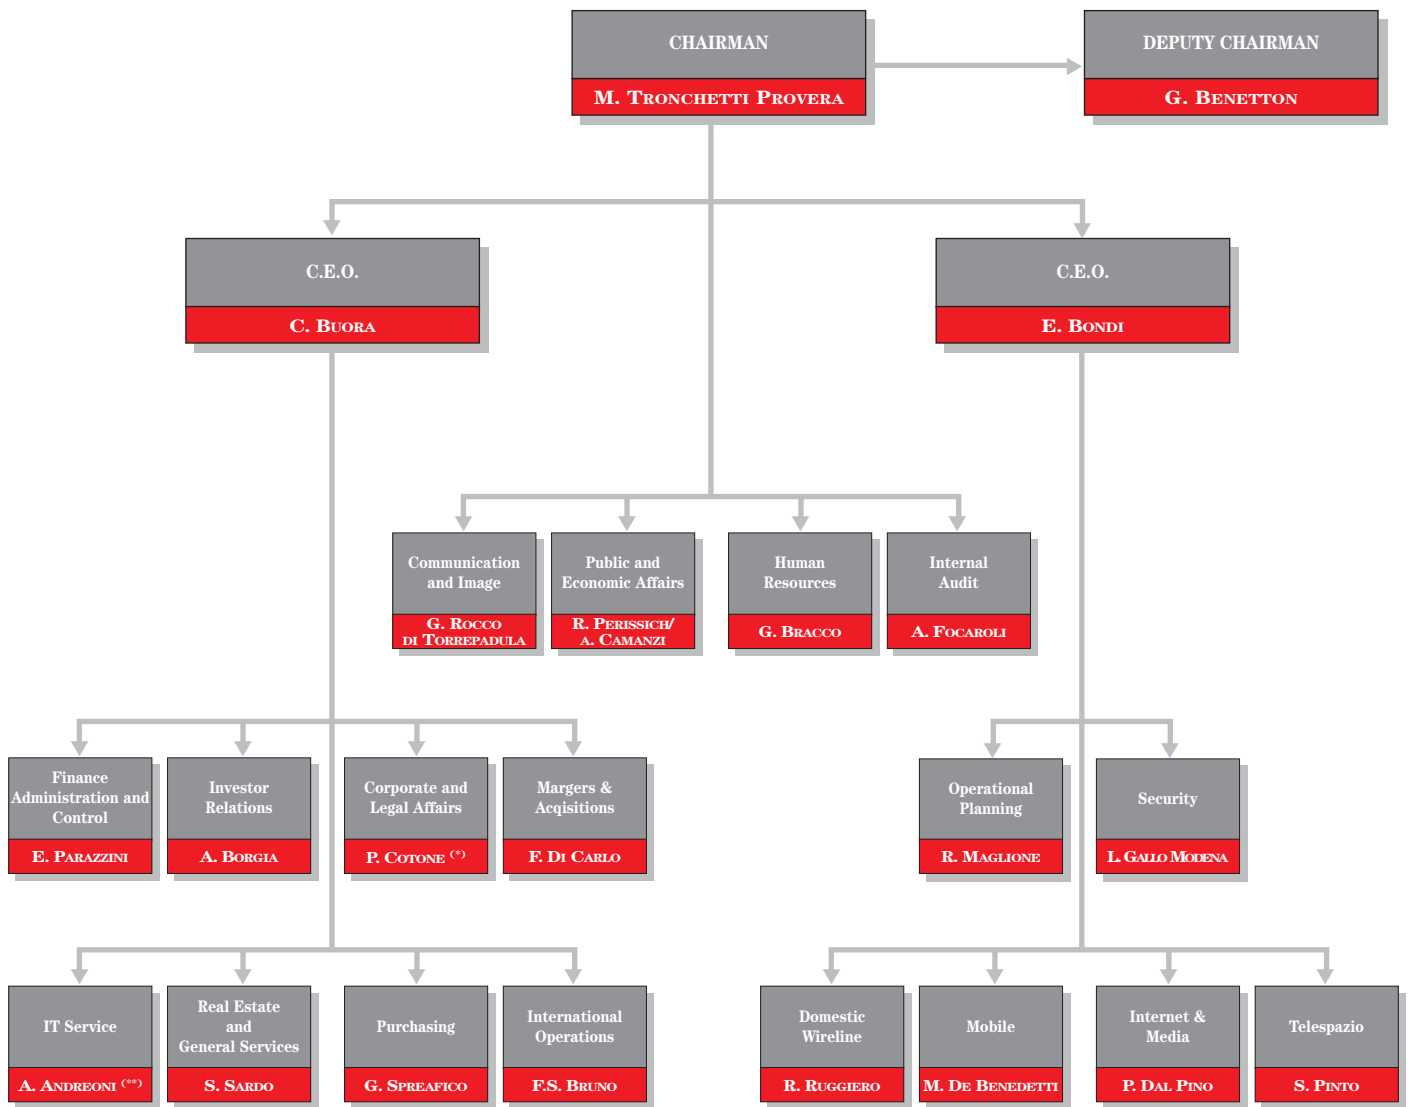 CHAIRMAN
M. TRONCHETTI PROVERA
DEPUTY CHAIRMAN
G. BENETTON
C.E.O.
C. BUORA
C.E.O.
E. BONDI
Communication
and Image
G. ROCCO
DI TORREPADULA
Public and
Economic Affairs
R. PERISSICH/
A. CAMANZI
Human
Resources
G. BRACCO
Internal
Audit
A. FOCAROLI
Finance
Administration and
Control
E. PARAZZINI
Investor
Relations
A. BORGIA
Corporate and
Legal Affairs
P. COTONE (*)
Margers &
Acqisitions
F. DI CARLO
Operational
Planning
R. MAGLIONE
Security
L. GALLO MODENA
IT Service
A. ANDREONI (**)
Real Estate
and
General Services
S. SARDO
Purchasing
G. SPREAFICO
International
Operations
F.S. BRUNO
Domestic
Wireline
R. RUGGIERO
Mobile
M. DE BENEDETTI
Internet &
Media
P. DAL PINO
Telespazio
S. PINTO